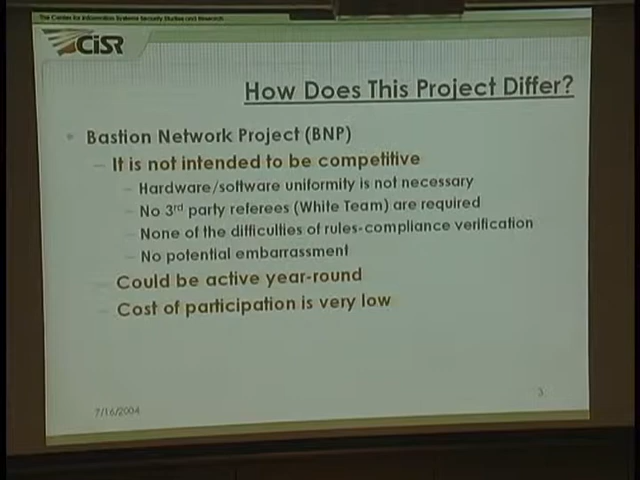 The Center for Information Systems Security Studies and Research
CISR
How Does This Project Differ?
Bastion Network Project (BNP)
– It is not intended to be competitive
– Hardware/software uniformity is not necessary
– No 3rd party referees (White Team) are required
– None of the difficulties of rules-compliance verification
– No potential embarrassment
– Could be active year-round
– Cost of participation is very low
7/16/2004
3